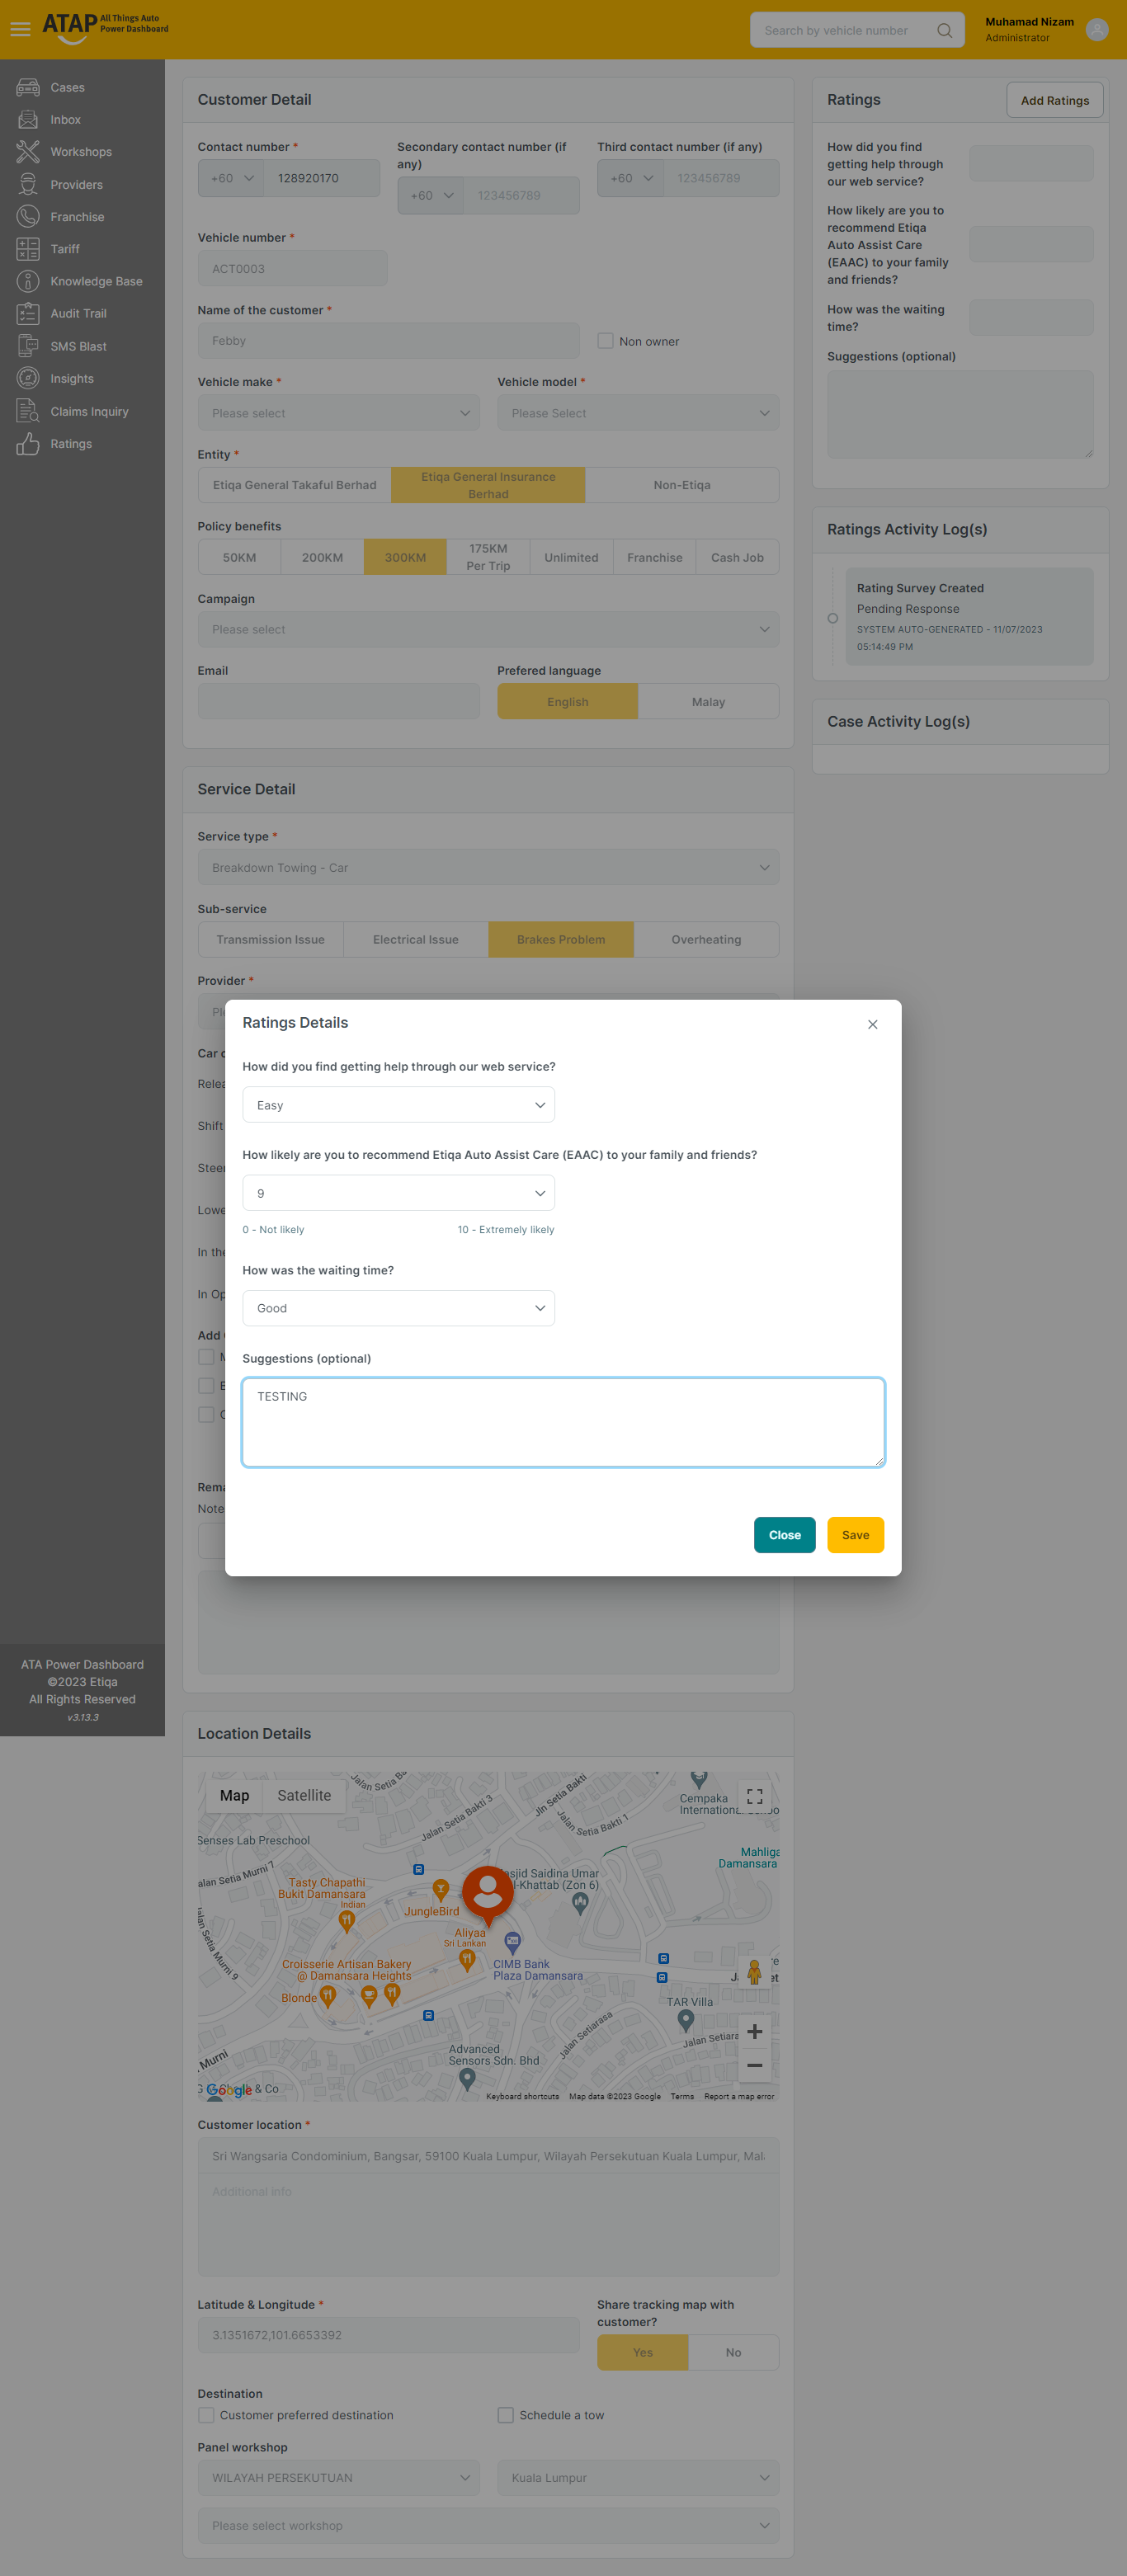 ATAP All Things Auto
Power Dashboard
Search by vehicle number
Muhamad Nizam
Administrator
Cases
Inbox
Workshops
Providers
Franchise
Tariff
Knowledge Base
Audit Trail
SMS Blast
Insights
Claims Inquiry
Ratings
ATA Power Dashboard
©2023 Etiqa
All Rights Reserved
v3.13.3
Customer Detail
Contact number *
+60 128920170
Secondary contact number (if
any)
+60 123456789
Third contact number (if any)
+60 123456789
Vehicle number *
ACT0003
Name of the customer *
Febby
Non owner
Vehicle make *
Please select
Vehicle model *
Please Select
Entity *
Etiqa General Takaful Berhad
Etiqa General Insurance
Berhad
Non-Etiqa
Policy benefits
50KM
200KM
300KM
175KM
Per Trip
Unlimited
Franchise
Cash Job
Campaign
Please select
Email
Prefered language
English
Malay
Ratings
Add Ratings
How did you find
getting help through
our web service?
How likely are you to
recommend Etiqa
Auto Assist Care
(EAAC) to your family
and friends?
How was the waiting
time?
Suggestions (optional)
Ratings Activity Log(s)
Rating Survey Created
Pending Response
SYSTEM AUTO-GENERATED - 11/07/2023
05:14:49 PM
Case Activity Log(s)
Service Detail
Service type *
Breakdown Towing - Car
Sub-service
Transmission Issue
Electrical Issue
Brakes Problem
Overheating
Provider *
Car
Shift
In the
Add
Note
Ratings Details
How did you find getting help through our web service?
Easy
How likely are you to recommend Etiqa Auto Assist Care (EAAC) to your family and friends?
9
0 - Not likely
10 - Extremely likely
How was the waiting time?
Good
Suggestions (optional)
TESTING
Close
Save
Location Details
Map
Satellite
Jalan Setia Bakti 3
Jln Setia Bakti
Jalan Setia Bakti 1
Cempaka
Senses Lab Preschool
Mahliga
Damansara
Jalan Setia Murni 7
Tasty Chapathi
Bukit Damansara
Indian
JungleBird
Masjid Saidina Umar
Al-Khattab (Zon 6)
Aliyaa
Sri Lankan
Setia Murni 9
Croissere Artisan Bakery
@ Damansara Heights
CIMB Bank
Plaza Damansara
Blonde
TAR Villa
Jalan Setiarasa
Jalan Setiara
Advanced
Sensors Sdn. Bhd
Murni
& Co
Google
Keyboard shortcuts
Map data ©2023 Google
Terms
Report a map error
Customer location *
Sri Wangsaria Condominium, Bangsar, 59100 Kuala Lumpur, Wilayah Persekutuan Kuala Lumpur, Mal
Additional info
Latitude & Longitude *
3.1351672,101.6653392
Share tracking map with
customer?
Yes
No
Destination
Customer preferred destination
Schedule a tow
Panel workshop
WILAYAH PERSEKUTUAN
Kuala Lumpur
Please select workshop